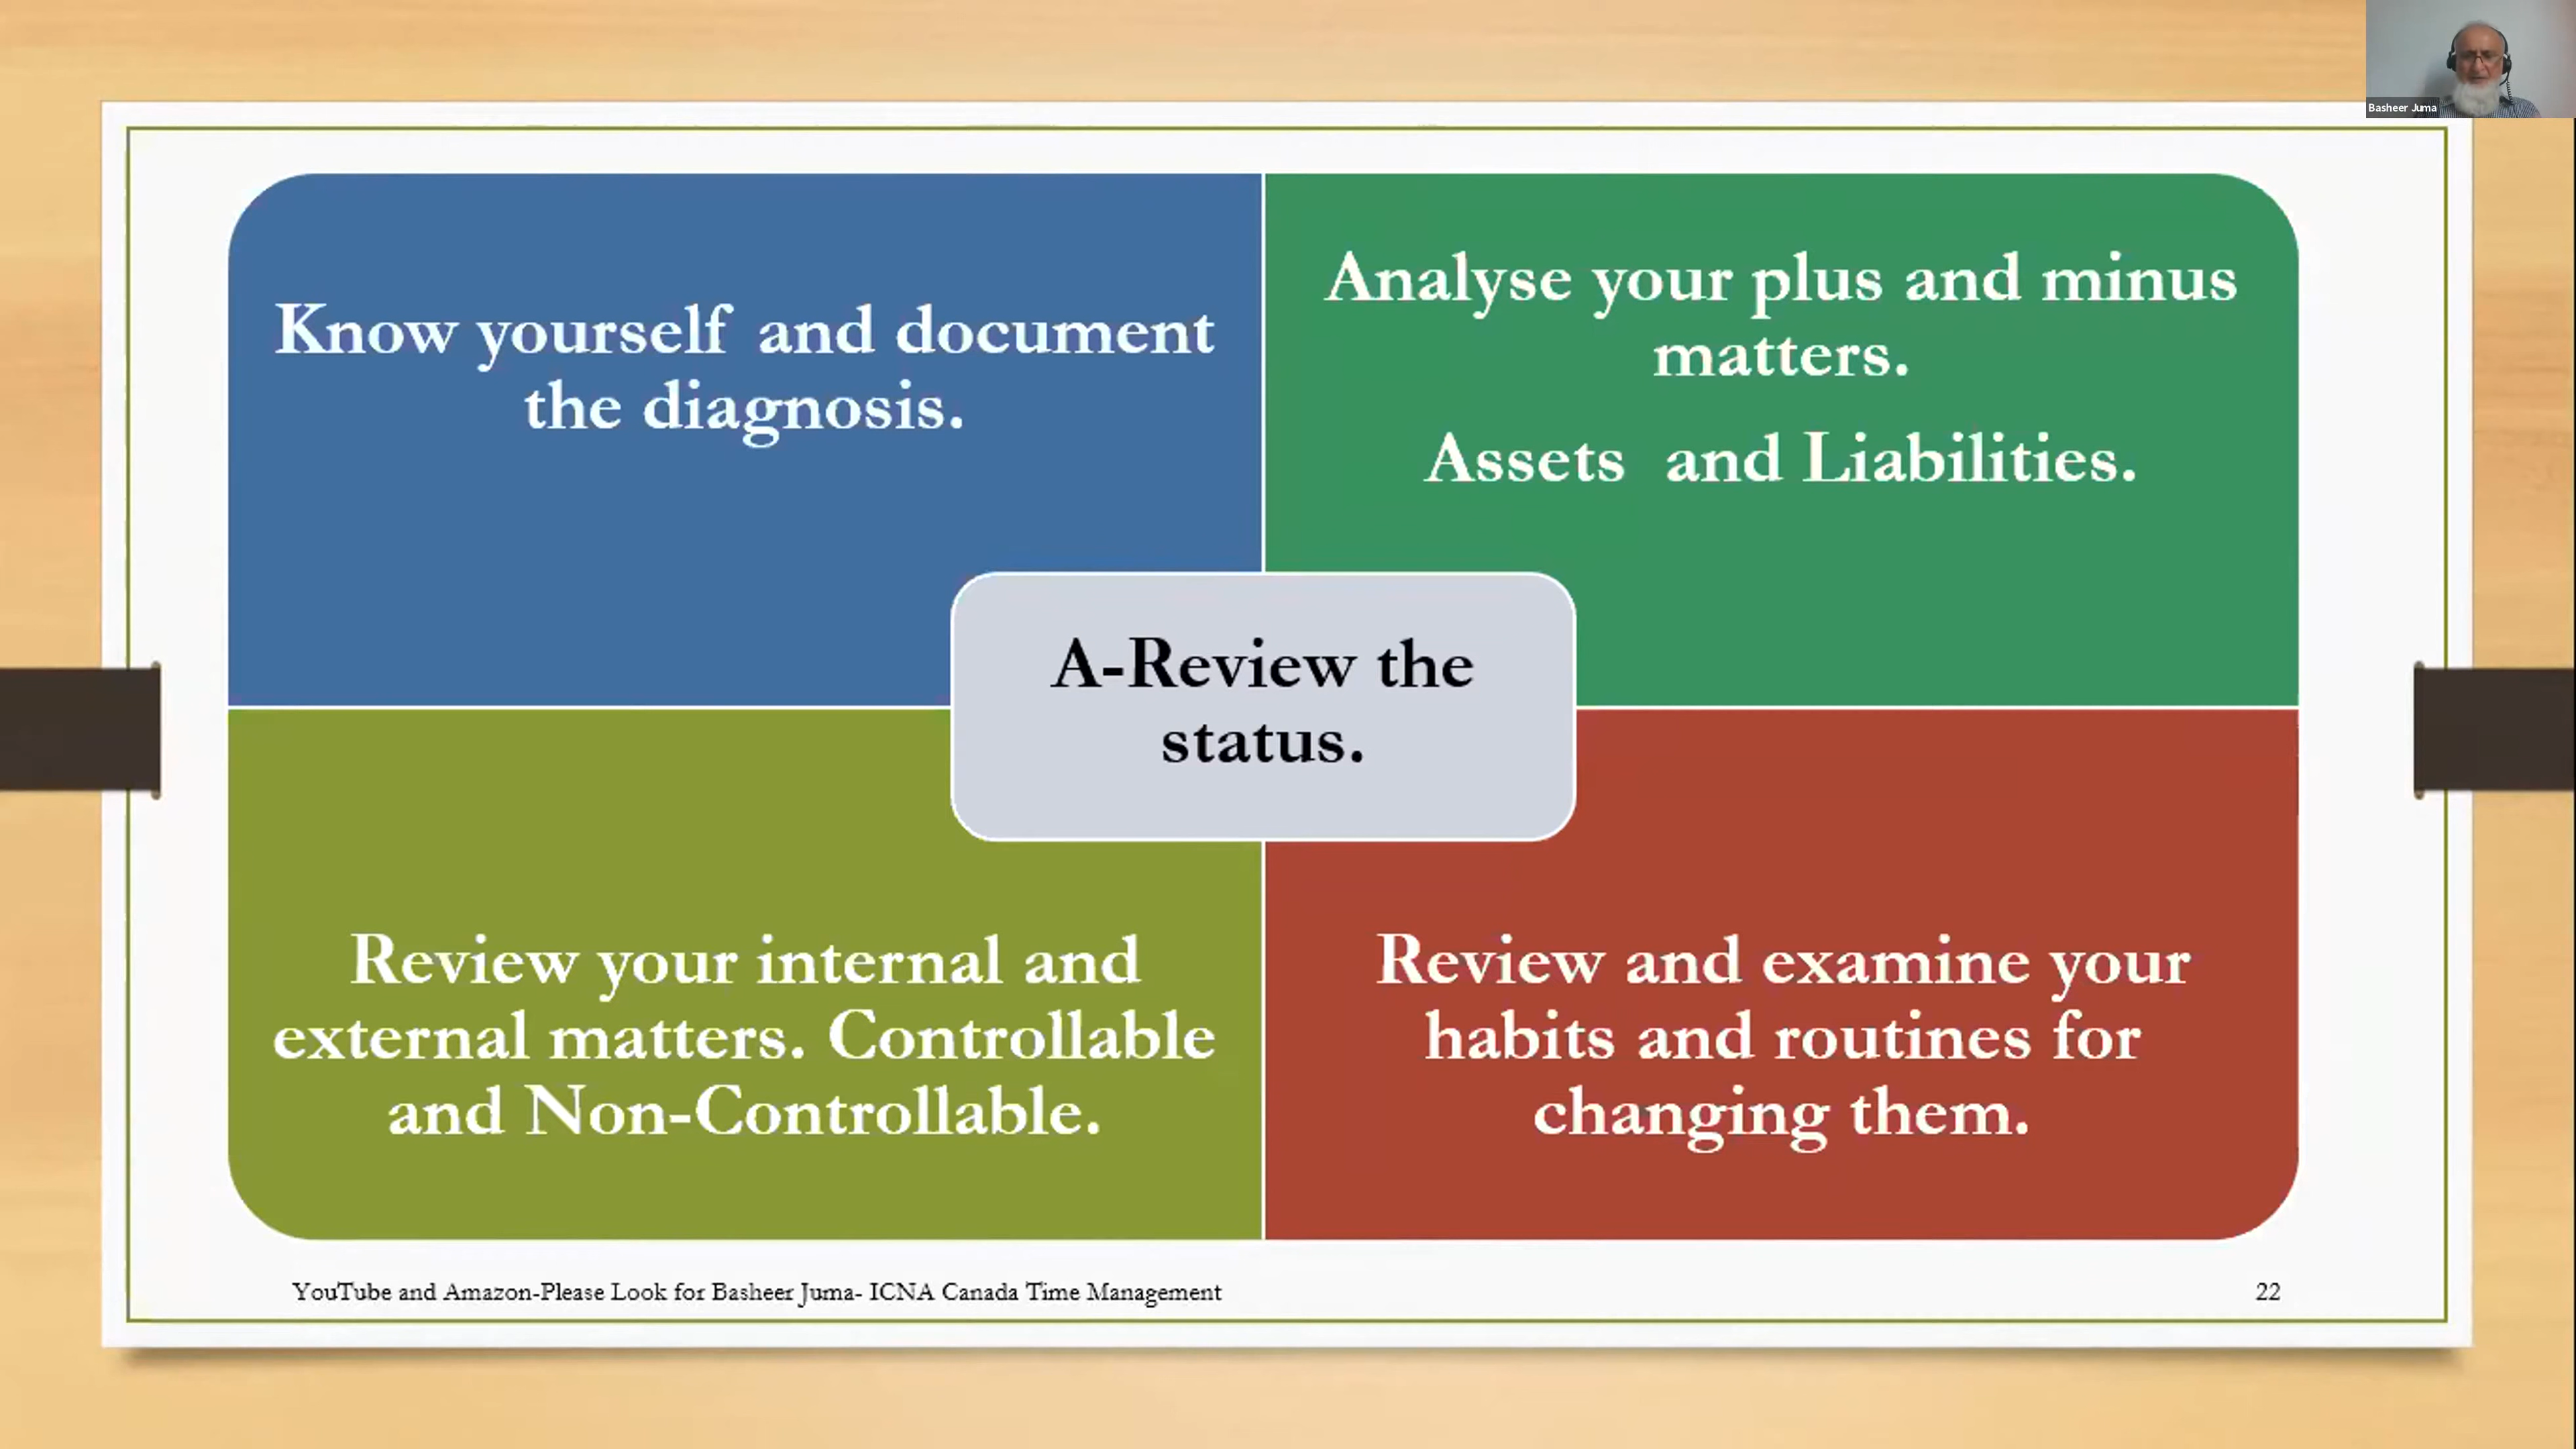 Basheer Juma
Know yourself and document
the diagnosis.
Analyse your plus and minus
matters.
Assets and Liabilities.
A-Review the
status.
Review your internal and
external matters. Controllable
and Non-Controllable.
Review and examine your
habits and routines for
changing them.
YouTube and Amazon-Please Look for Basheer Juma- ICNA Canada Time Management
22